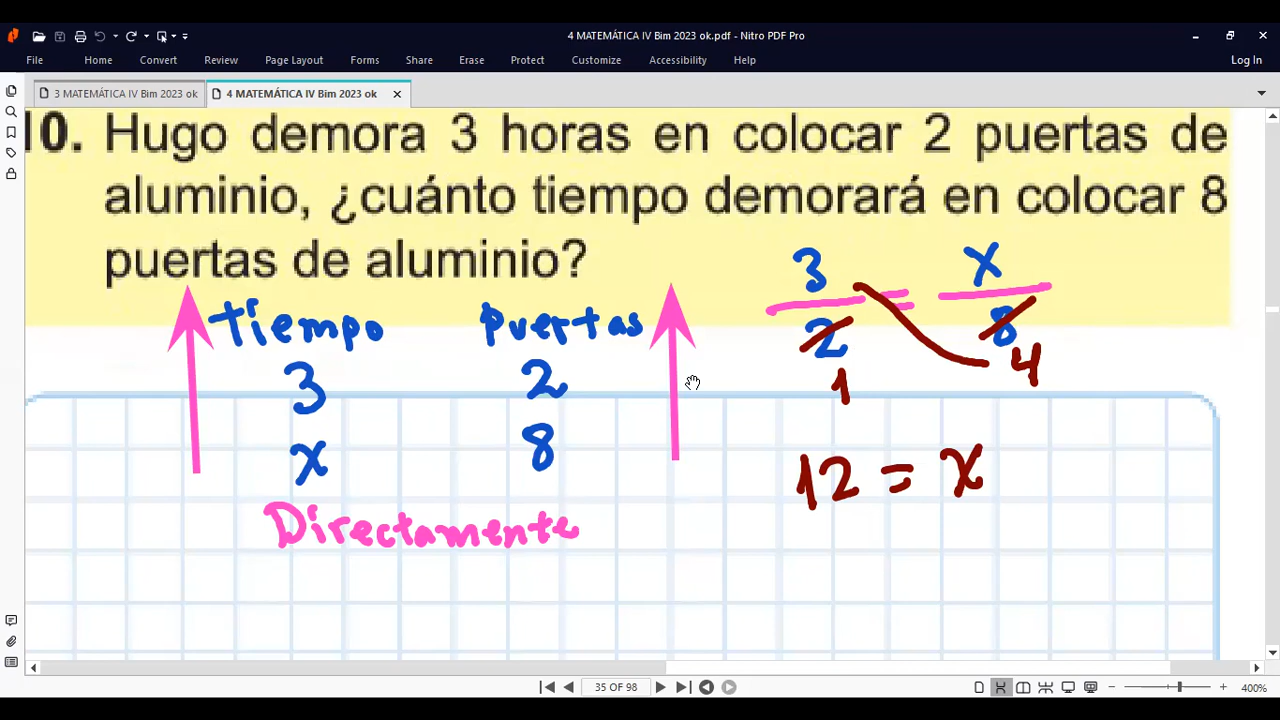 4 MATEMÁTICA IV Bim 2023 ok.pdf - Nitro PDF Pro
File Home Convert Review Page Layout Forms Share Erase Protect Customize Accessibility Help Log In
3 MATEMÁTICA IV Bim 2023 ok 4 MATEMÁTICA IV Bim 2023 ok
10. Hugo demora 3 horas en colocar 2 puertas de
aluminio, ¿cuánto tiempo demorará en colocar 8
puertas de aluminio?
tiempo puertas
3 2
x 8
Directamente
3 = x
2 8
1 4
12 = x
35 OF 98 400%